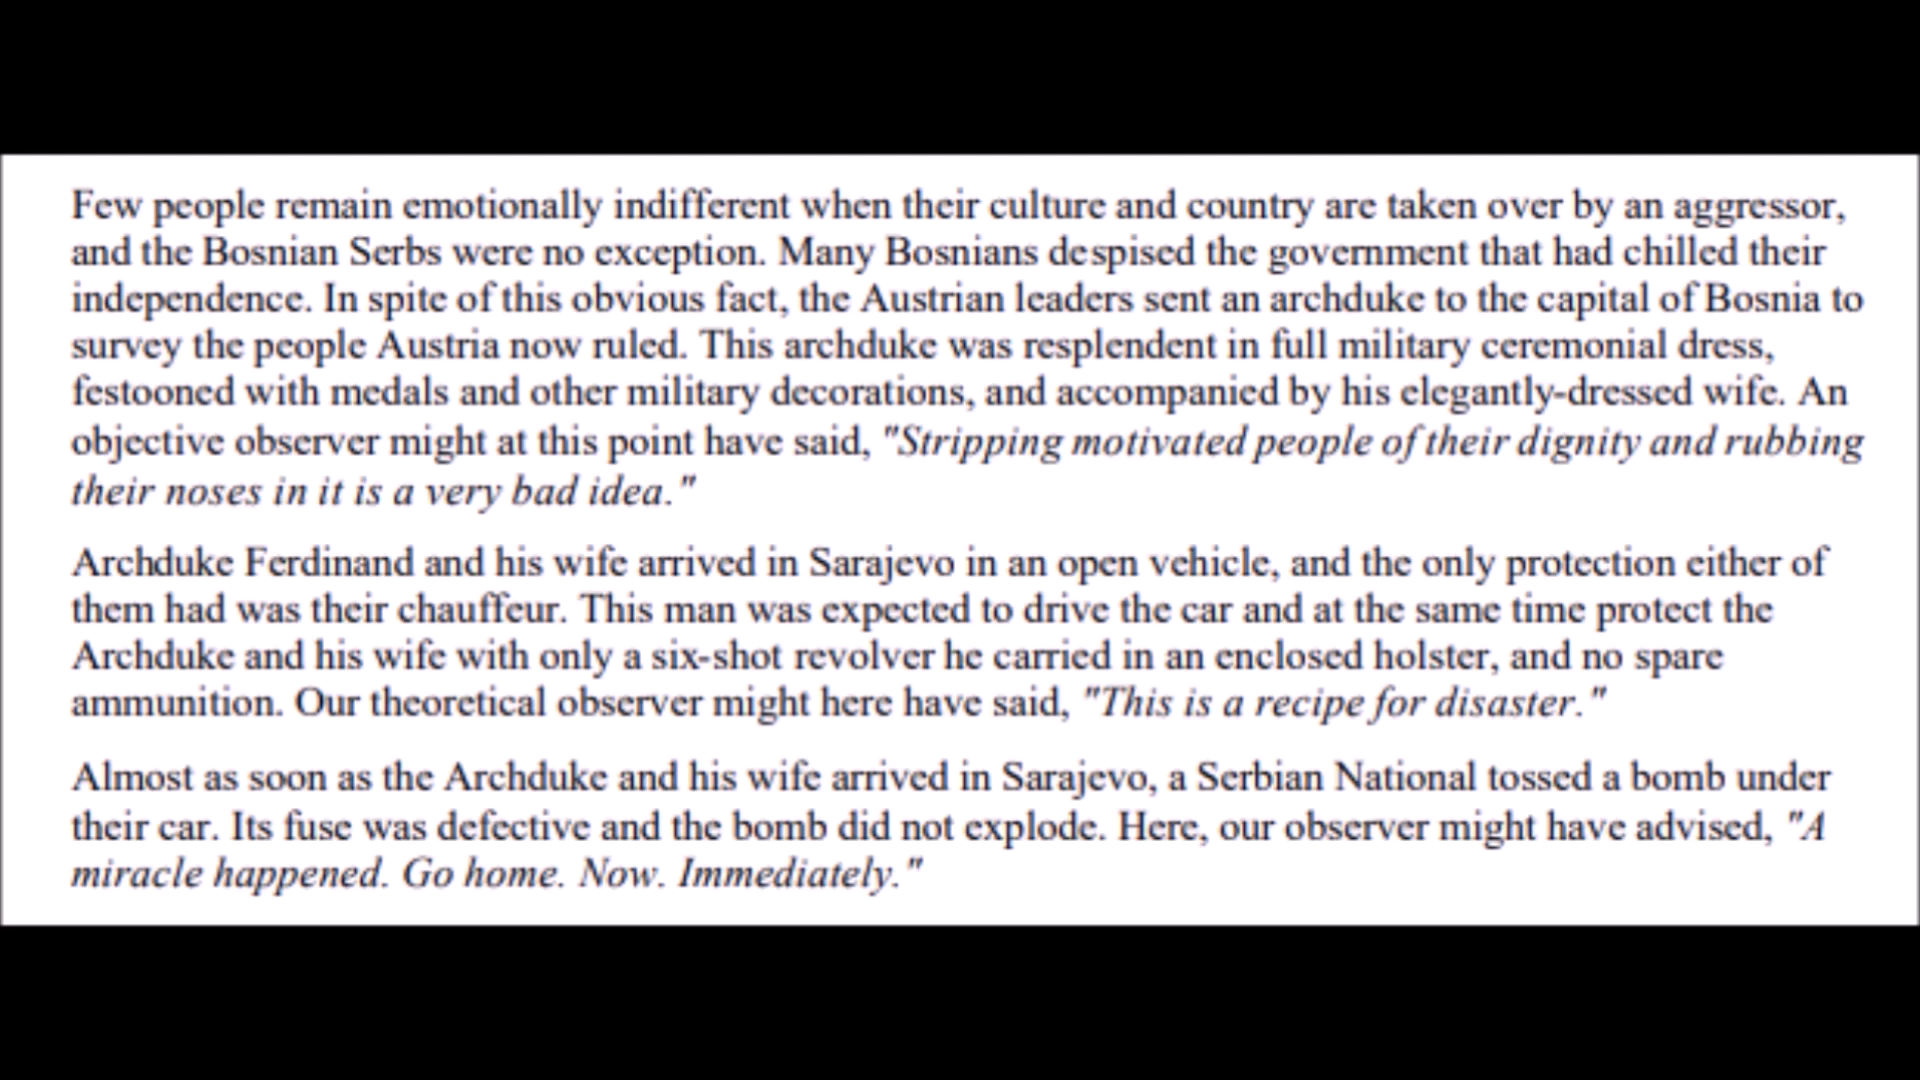 Few people remain emotionally indifferent when their culture and country are taken over by an aggressor,
and the Bosnian Serbs were no exception. Many Bosnians despised the government that had chilled their
independence. In spite of this obvious fact, the Austrian leaders sent an archduke to the capital of Bosnia to
survey the people Austria now ruled. This archduke was resplendent in full military ceremonial dress,
festooned with medals and other military decorations, and accompanied by his elegantly-dressed wife. An
objective observer might at this point have said, "Stripping motivated people of their dignity and rubbing
their noses in it is a very bad idea."
Archduke Ferdinand and his wife arrived in Sarajevo in an open vehicle, and the only protection either of
them had was their chauffeur. This man was expected to drive the car and at the same time protect the
Archduke and his wife with only a six-shot revolver he carried in an enclosed holster, and no spare
ammunition. Our theoretical observer might here have said, "This is a recipe for disaster."
Almost as soon as the Archduke and his wife arrived in Sarajevo, a Serbian National tossed a bomb under
their car. Its fuse was defective and the bomb did not explode. Here, our observer might have advised, "A
miracle happened. Go home. Now. Immediately."